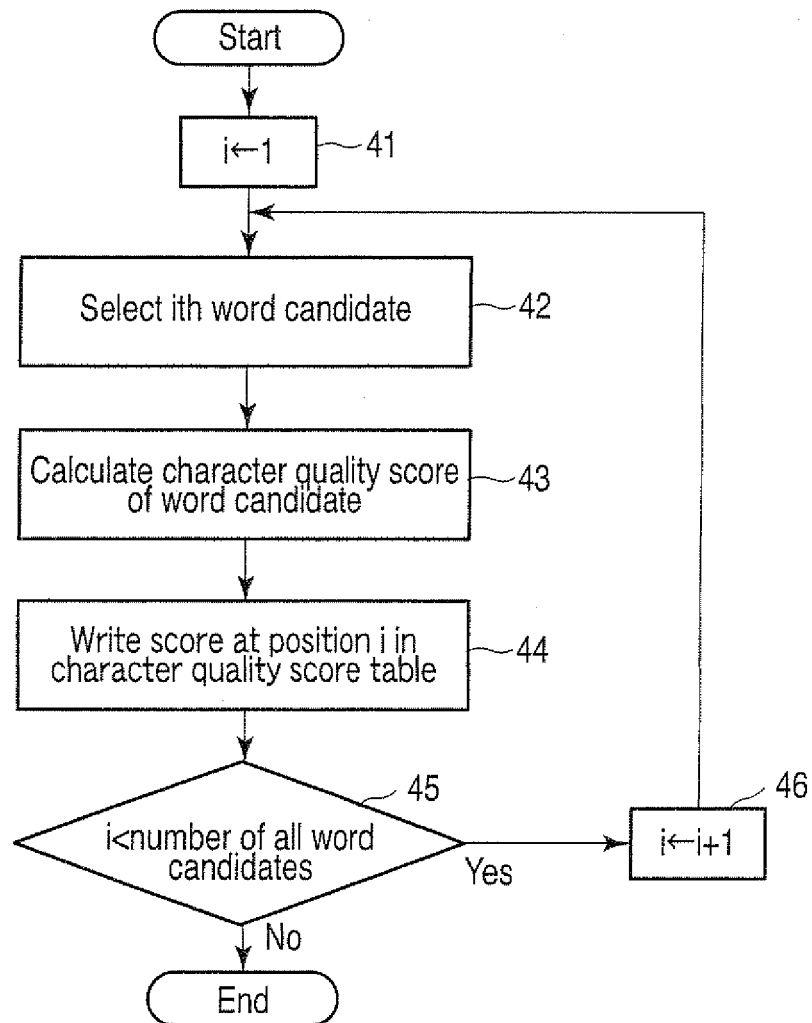 Start
i←1
41
Select ith word candidate
42
Calculate character quality score
of word candidate
43
Write score at position i in
character quality score table
44
45
i<number of all word
candidates
Yes
46
i←i+1
No
End